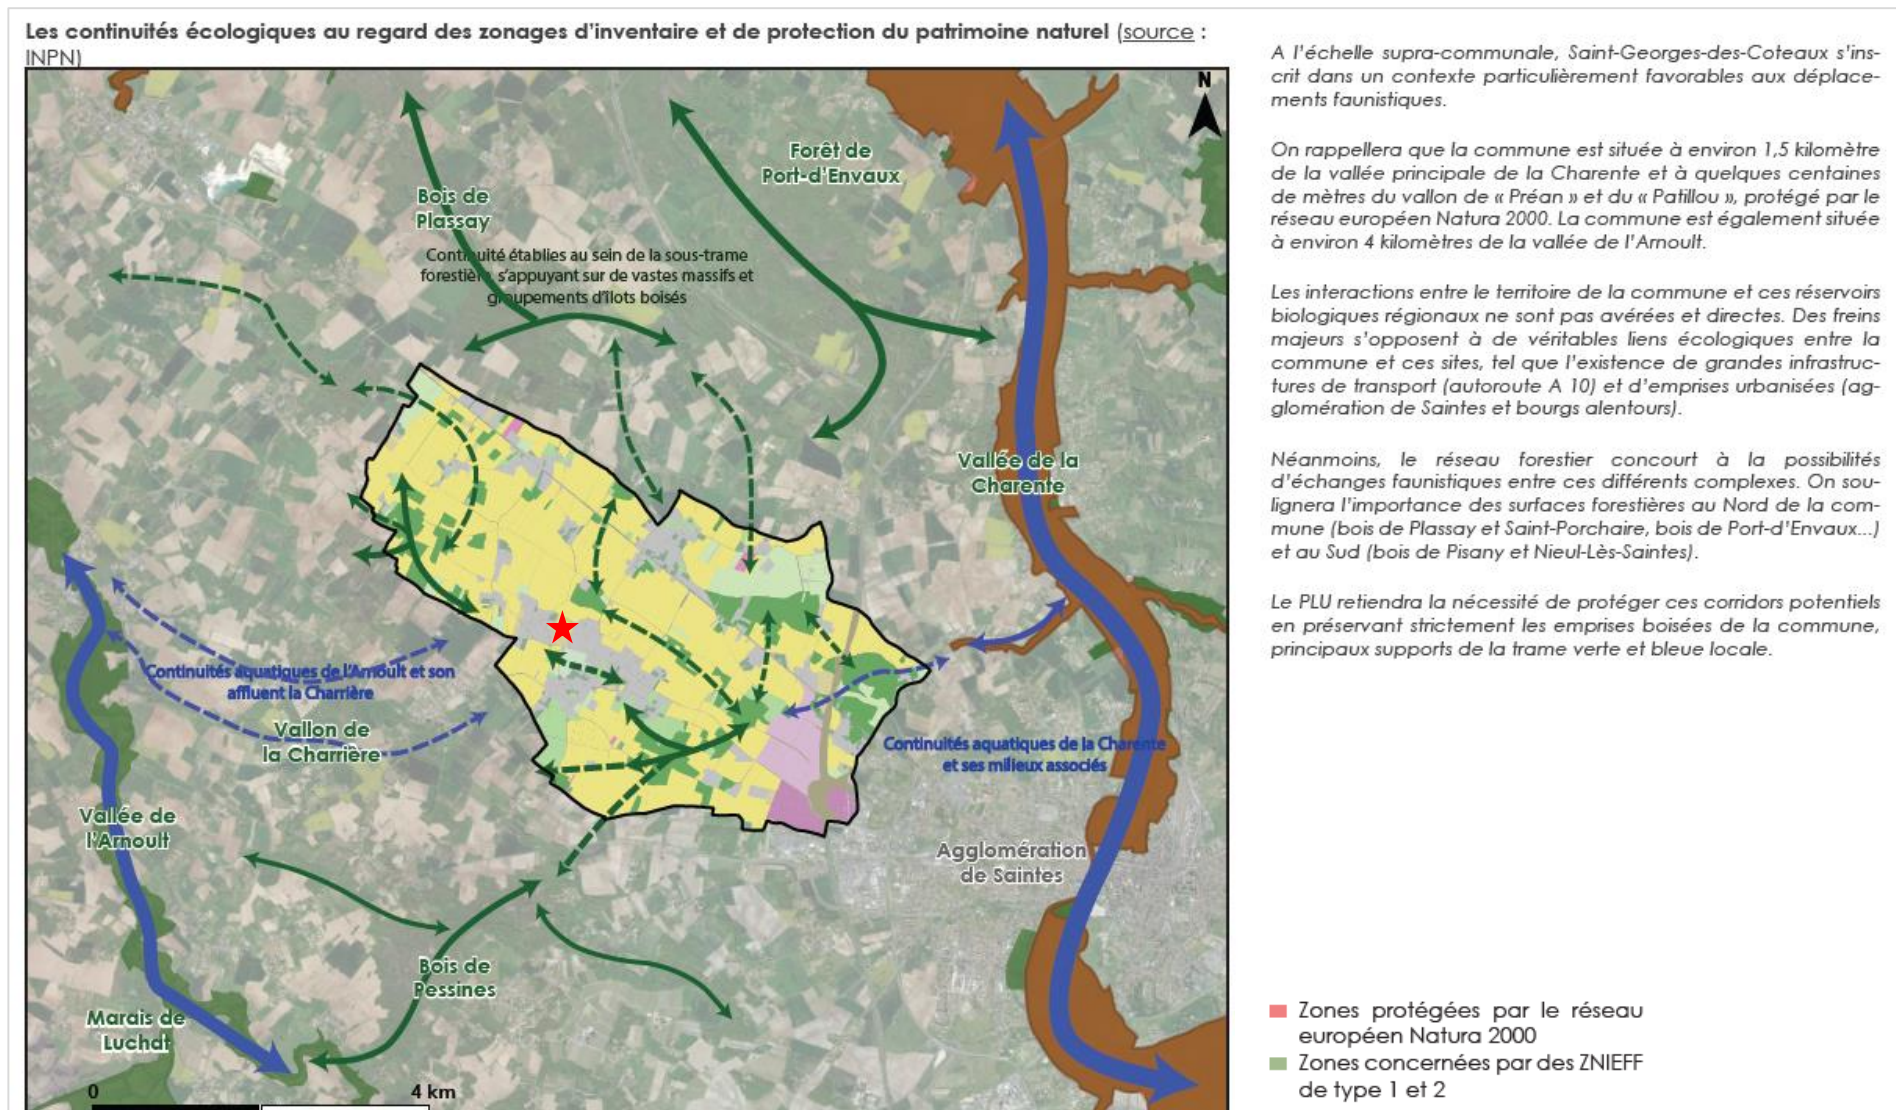 Les continuités écologiques au regard des zonages d'inventaire et de protection du patrimoine naturel (source :
INPN)
N
Forêt de
Port-d'Envaux
Bois de
Plassay
Continuité établies au sein de la sous-trame
forestière, s'appuyant sur de vastes massifs et
groupements d'îlots boisés
Vallée de la
Charente
Continuités aquatiques de l'Arnoult et son
affluent la Charrière
Vallon de
la Charrière
Continuités aquatiques de la Charente
et ses milieux associés
Vallée de
l'Arnoult
Agglomération
de Saintes
Bois de
Pessines
Marais de
Luchdt
0 4 km
A l'échelle supra-communale, Saint-Georges-des-Coteaux s'ins-
crit dans un contexte particulièrement favorables aux déplace-
ments faunistiques.
On rappellera que la commune est située à environ 1,5 kilomètre
de la vallée principale de la Charente et à quelques centaines
de mètres du vallon de « Préan » et du « Patillou », protégé par le
réseau européen Natura 2000. La commune est également située
à environ 4 kilomètres de la vallée de l'Arnoult.
Les interactions entre le territoire de la commune et ces réservoirs
biologiques régionaux ne sont pas avérées et directes. Des freins
majeurs s'opposent à de véritables liens écologiques entre la
commune et ces sites, tel que l'existence de grandes infrastruc-
tures de transport (autoroute A 10) et d'emprises urbanisées (ag-
glomération de Saintes et bourgs alentours).
Néanmoins, le réseau forestier concourt à la possibilités
d'échanges faunistiques entre ces différents complexes. On sou-
lignera l'importance des surfaces forestières au Nord de la com-
mune (bois de Plassay et Saint-Porchaire, bois de Port-d'Envaux...)
et au Sud (bois de Pisany et Nieul-Lès-Saintes).
Le PLU retiendra la nécessité de protéger ces corridors potentiels
en préservant strictement les emprises boisées de la commune,
principaux supports de la trame verte et bleue locale.
Zones protégées par le réseau
européen Natura 2000
Zones concernées par des ZNIEFF
de type 1 et 2